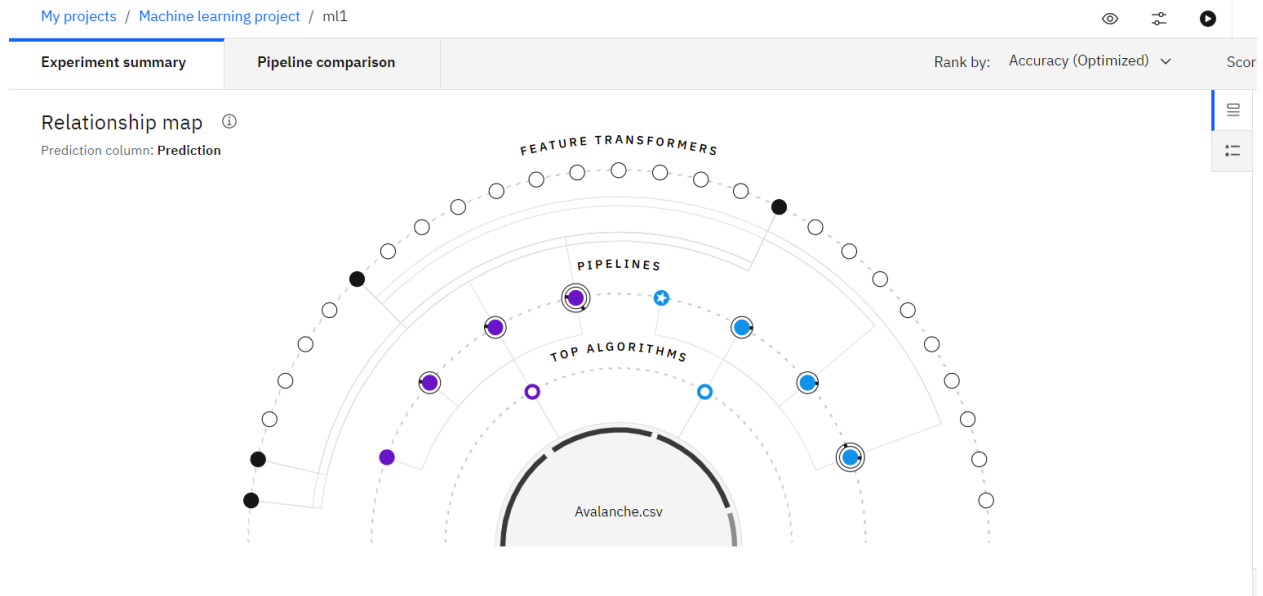 My projects / Machine learning project / ml1
Experiment summary
Pipeline comparison
Rank by: Accuracy (Optimized)
Scor
Relationship map
Prediction column: Prediction
FEATURE TRANSFORMERS
PIPELINES
TOP ALGORITHMS
Avalanche.csv